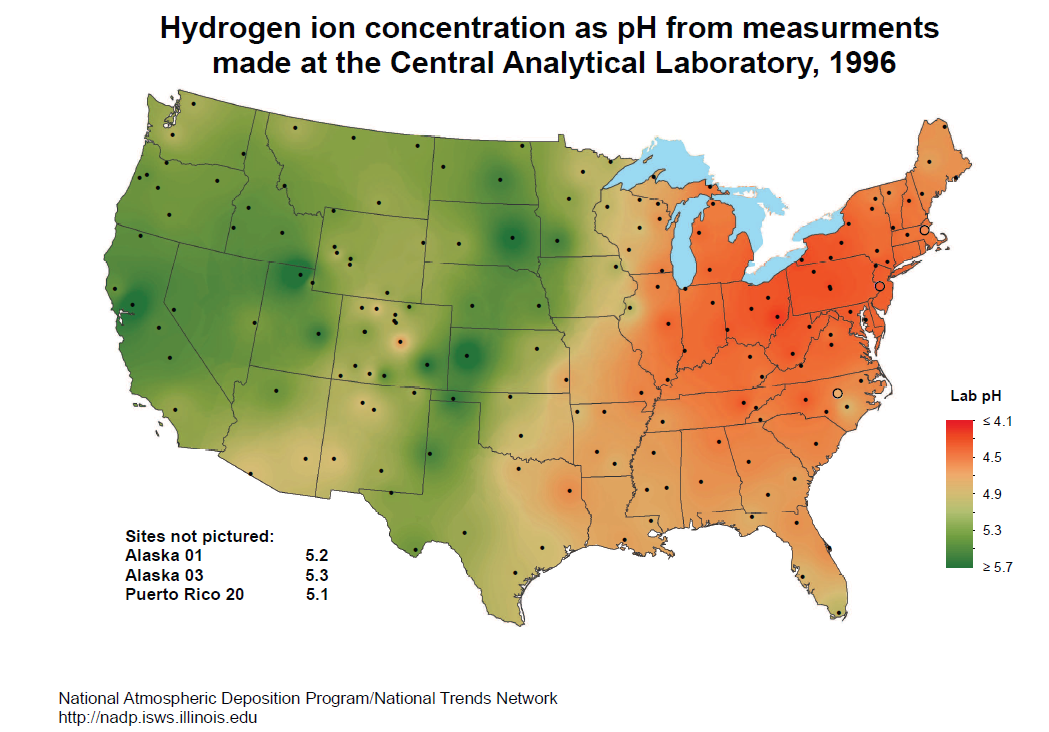 Hydrogen ion concentration as pH from measurments
made at the Central Analytical Laboratory, 1996
Lab pH
≤ 4.1
4.5
4.9
5.3
≥ 5.7
Sites not pictured:
Alaska 01 5.2
Alaska 03 5.3
Puerto Rico 20 5.1
National Atmospheric Deposition Program/National Trends Network
http://nadp.isws.illinois.edu